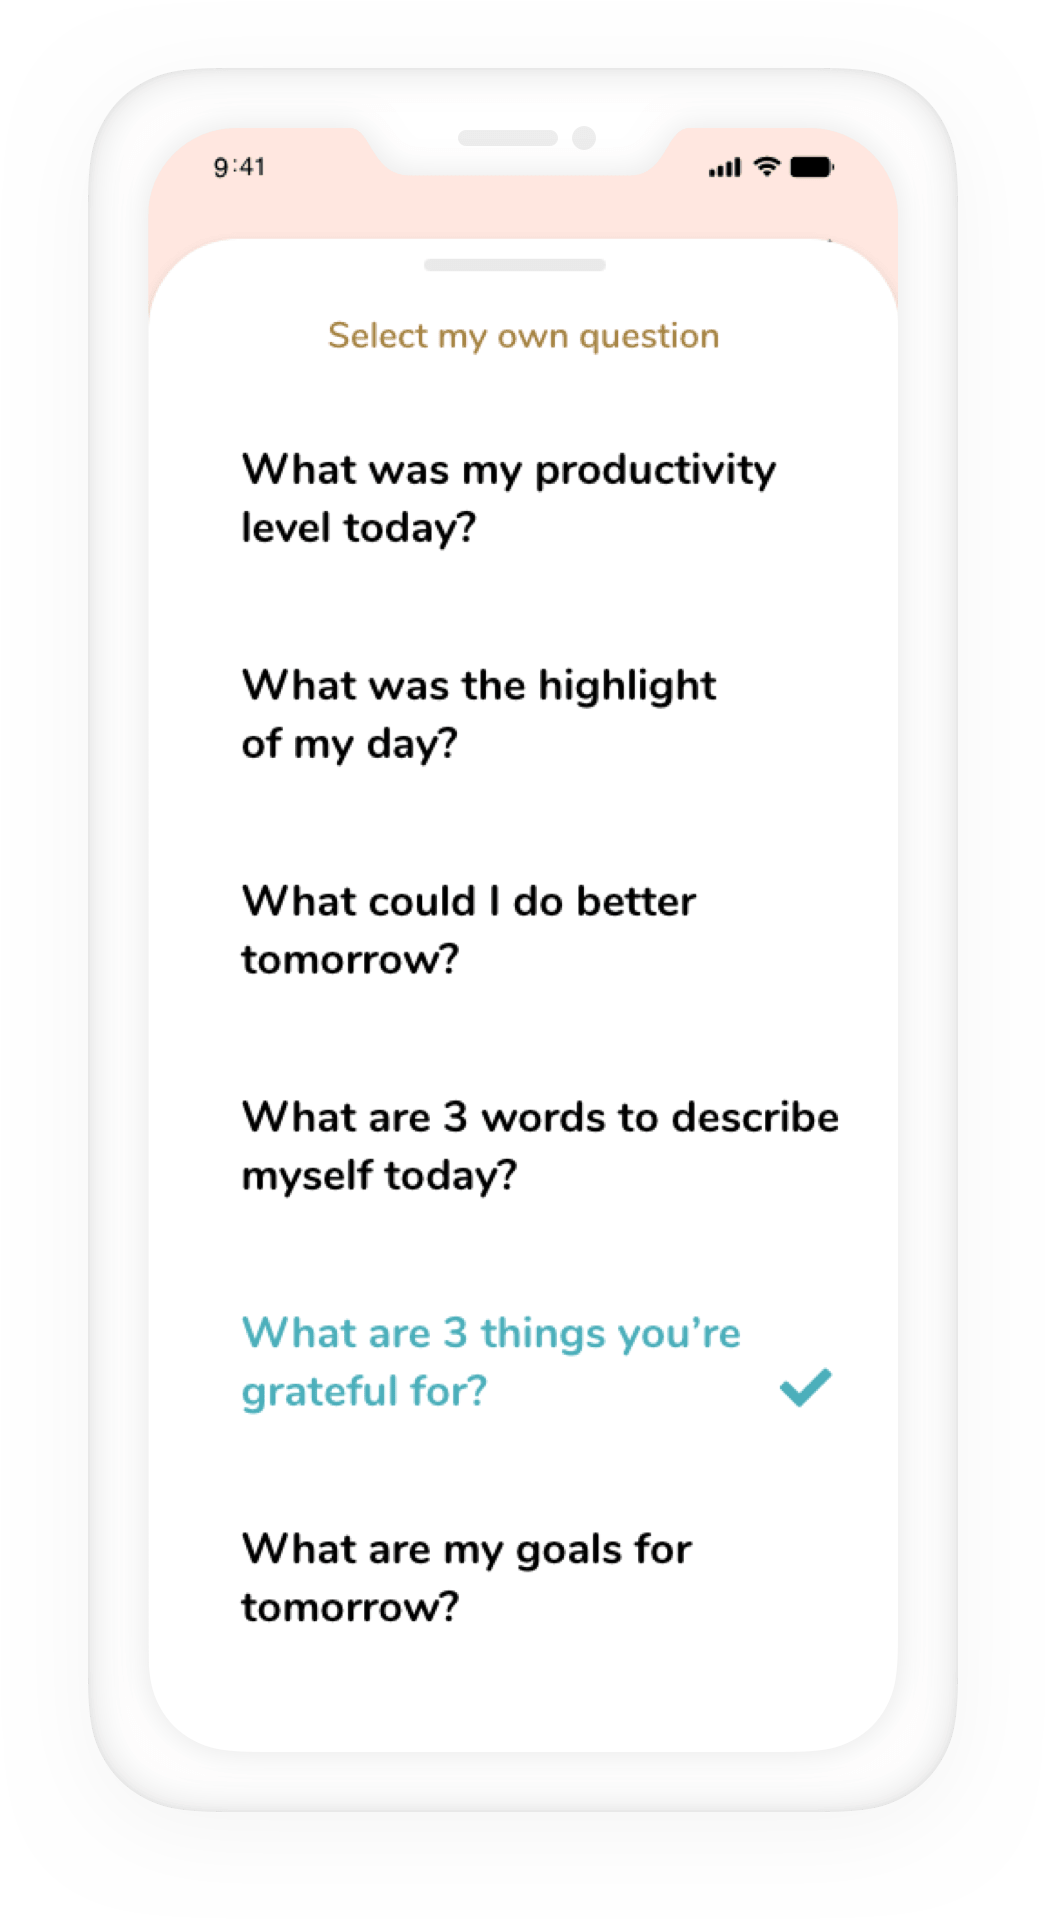 9:41
Select my own question
What was my productivity
level today?
What was the highlight
of my day?
What could I do better
tomorrow?
What are 3 words to describe
myself today?
What are 3 things you’re
grateful for?
What are my goals for
tomorrow?